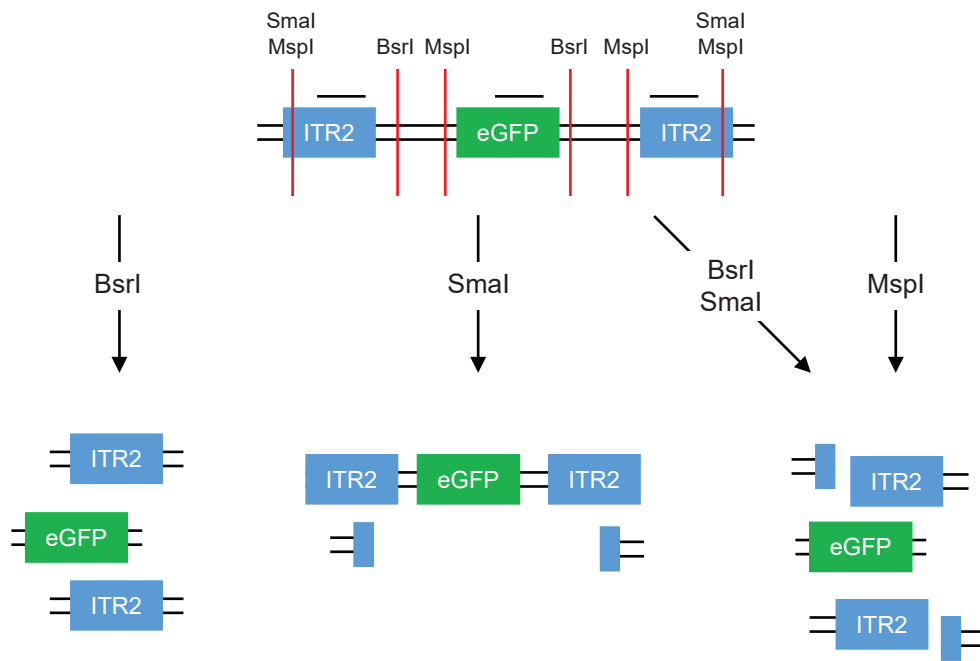 SmaI
MspI
BsrI
MspI
BsrI
MspI
SmaI
MspI
ITR2
eGFP
ITR2
BsrI
SmaI
BsrI
SmaI
MspI
ITR2
eGFP
ITR2
ITR2
eGFP
ITR2
ITR2
eGFP
ITR2